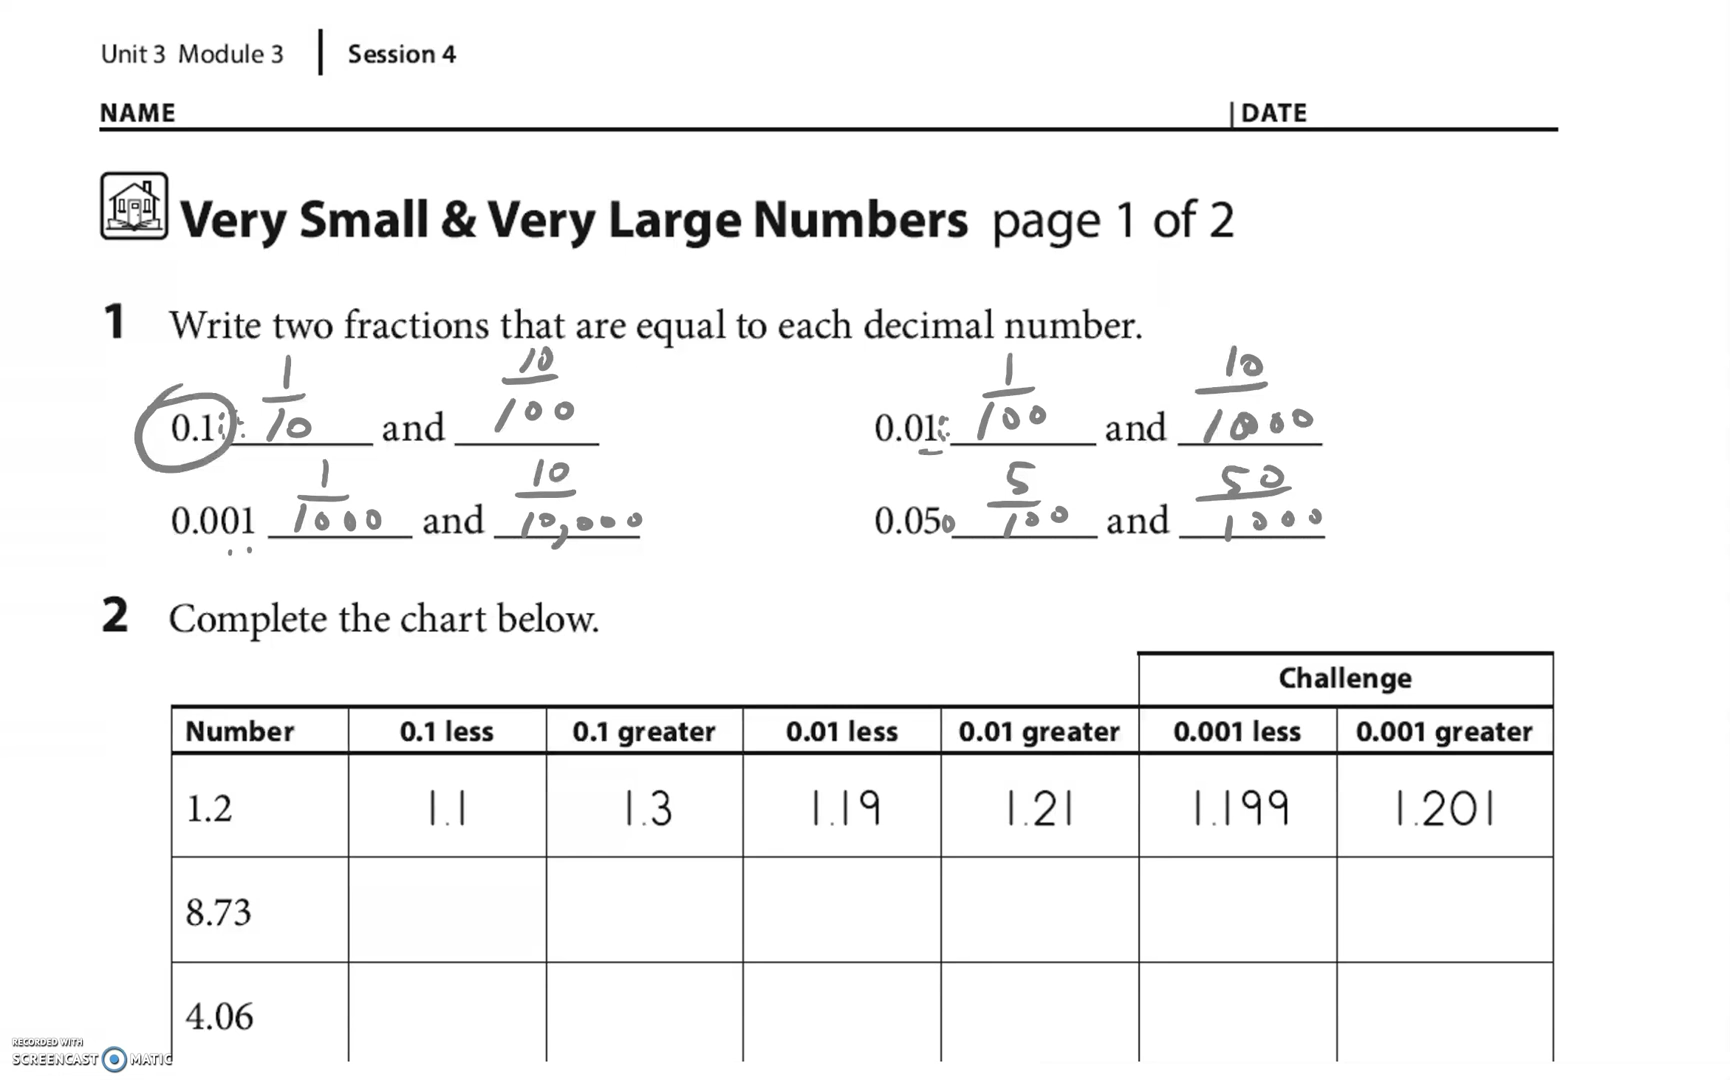 Unit 3 Module 3 | Session 4
NAME | DATE
Very Small & Very Large Numbers page 1 of 2
1 Write two fractions that are equal to each decimal number.
0.1 1/10 and 10/100 0.01 1/100 and 10/1000
0.001 1/1000 and 10/10,000 0.050 5/100 and 50/1000
2 Complete the chart below.
Challenge
Number 0.1 less 0.1 greater 0.01 less 0.01 greater 0.001 less 0.001 greater
1.2 1.1 1.3 1.19 1.21 1.199 1.201
8.73
4.06
RECORDED WITH
SCREENCAST MATIC